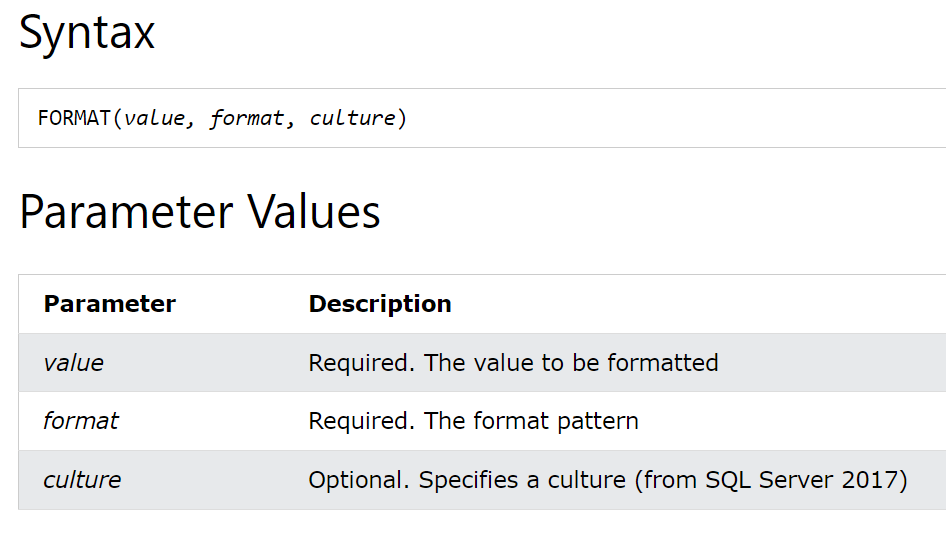 Syntax
FORMAT(value, format, culture)
Parameter Values
Parameter Description
value Required. The value to be formatted
format Required. The format pattern
culture Optional. Specifies a culture (from SQL Server 2017)